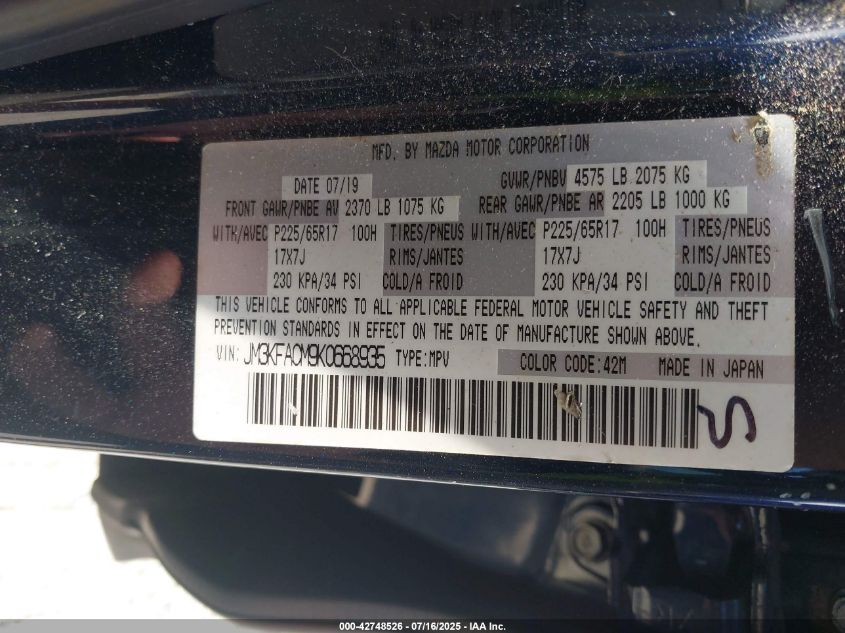 MFD. BY MAZDA MOTOR CORPORATION
DATE 07/19 GVWR/PNBV 4575 LB 2075 KG
FRONT GAWR/PNBE AV 2370 LB 1075 KG REAR GAWR/PNBE AR 2205 LB 1000 KG
WITH/AVEC P225/65R17 100H TIRES/PNEUS WITH/AVEC P225/65R17 100H TIRES/PNEUS
17X7J RIMS/JANTES 17X7J RIMS/JANTES
230 KPA/34 PSI COLD/A FROID 230 KPA/34 PSI COLD/A FROID
THIS VEHICLE CONFORMS TO ALL APPLICABLE FEDERAL MOTOR VEHICLE SAFETY AND THEFT
PREVENTION STANDARDS IN EFFECT ON THE DATE OF MANUFACTURE SHOWN ABOVE.
VIN: JM3KFACM9K0668935 TYPE:MPV COLOR CODE:42M MADE IN JAPAN
000-42748526 - 07/16/2025 - IAA Inc.